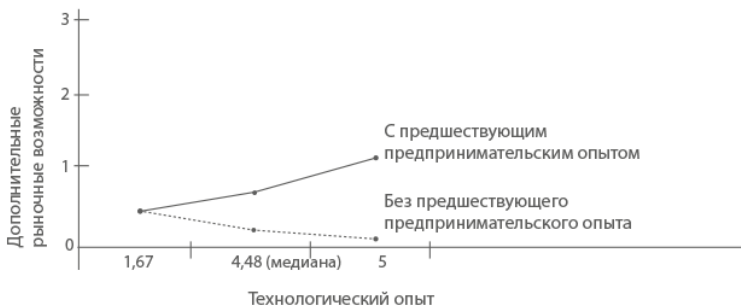 Дополнительные
рыночные возможности
3
2
1
0
С предшествующим
предпринимательским опытом
Без предшествующего
предпринимательского опыта
1,67
4,48 (медиана)
5
Технологический опыт